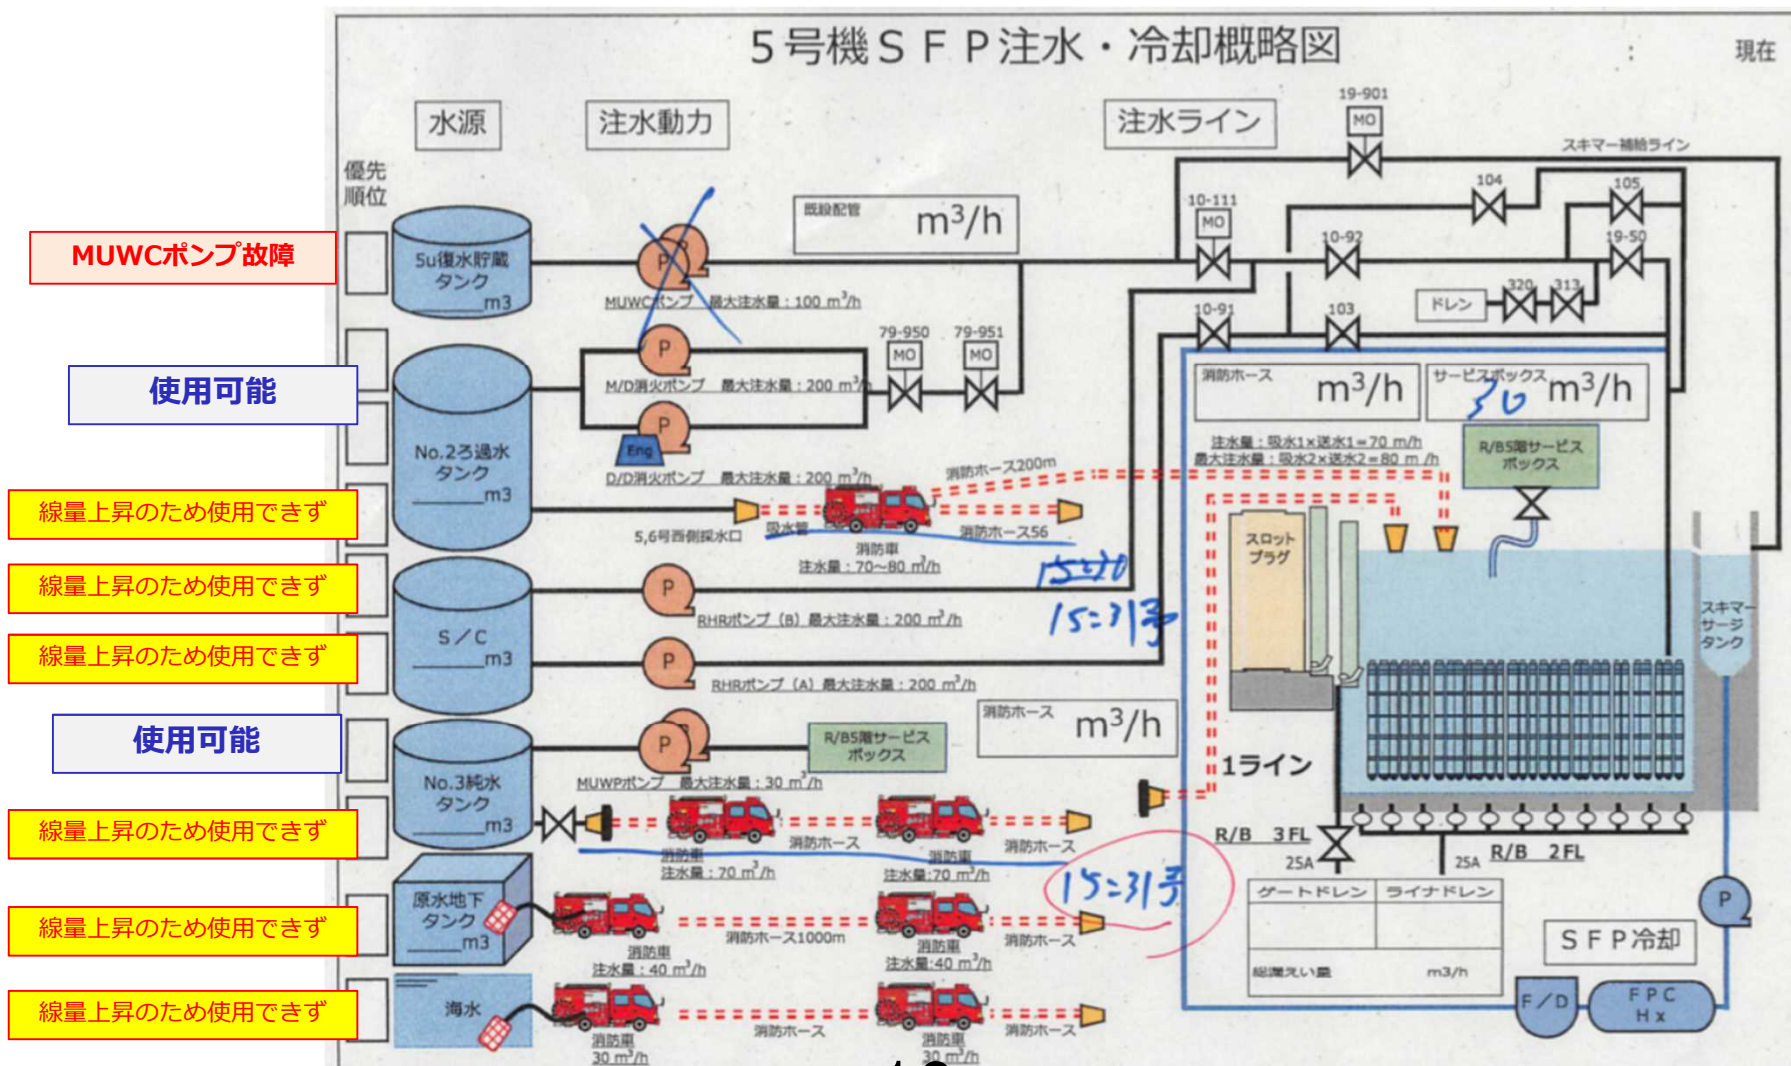 5号機ＳＦＰ注水・冷却概略図
: 現在
水源
注水動力
注水ライン
優先
順位
MUWCポンプ故障
使用可能
線量上昇のため使用できず
線量上昇のため使用できず
線量上昇のため使用できず
使用可能
線量上昇のため使用できず
線量上昇のため使用できず
線量上昇のため使用できず
5u復水貯蔵
タンク
m3
P
MUWCポンプ 最大注水量：100 m³/h
既設配管
m³/h
No.2ろ過水
タンク
m3
P
M/D消火ポンプ 最大注水量：200 m³/h
P
Eng
D/D消火ポンプ 最大注水量：200 m³/h
79-950
MO
79-951
MO
5,6号西側採水口
吸水管
消防車
注水量：70～80 m³/h
消防ホース200m
消防ホース56
15:31
S／C
m3
P
RHRポンプ（B）最大注水量：200 m³/h
P
RHRポンプ（A）最大注水量：200 m³/h
No.3純水
タンク
m3
P
MUWPポンプ 最大注水量：30 m³/h
R/B5階サービス
ボックス
消防ホース
m³/h
消防車
注水量：70 m³/h
消防ホース
消防車
注水量:70 m³/h
消防ホース
原水地下
タンク
m3
消防車
注水量：40 m³/h
消防ホース1000m
消防車
注水量:40 m³/h
消防ホース
15:31
海水
消防車
30 m³/h
消防ホース
消防車
30 m³/h
消防ホース
19-901
MO
スキマー補給ライン
10-111
MO
104
105
10-92
19-50
ドレン
320
313
10-91
103
消防ホース
m³/h
サービスボックス
30 m³/h
注水量：吸水1×送水1＝70 m/h
最大注水量：吸水2×送水2＝80 m /h
R/B5階サービス
ボックス
スロット
プラグ
スキマー
サージ
タンク
1ライン
R/B 3FL
25A
25A
R/B 2FL
ゲートドレン
ライナドレン
総漏えい量
m3/h
ＳＦＰ冷却
P
F／D
FPC
Hx